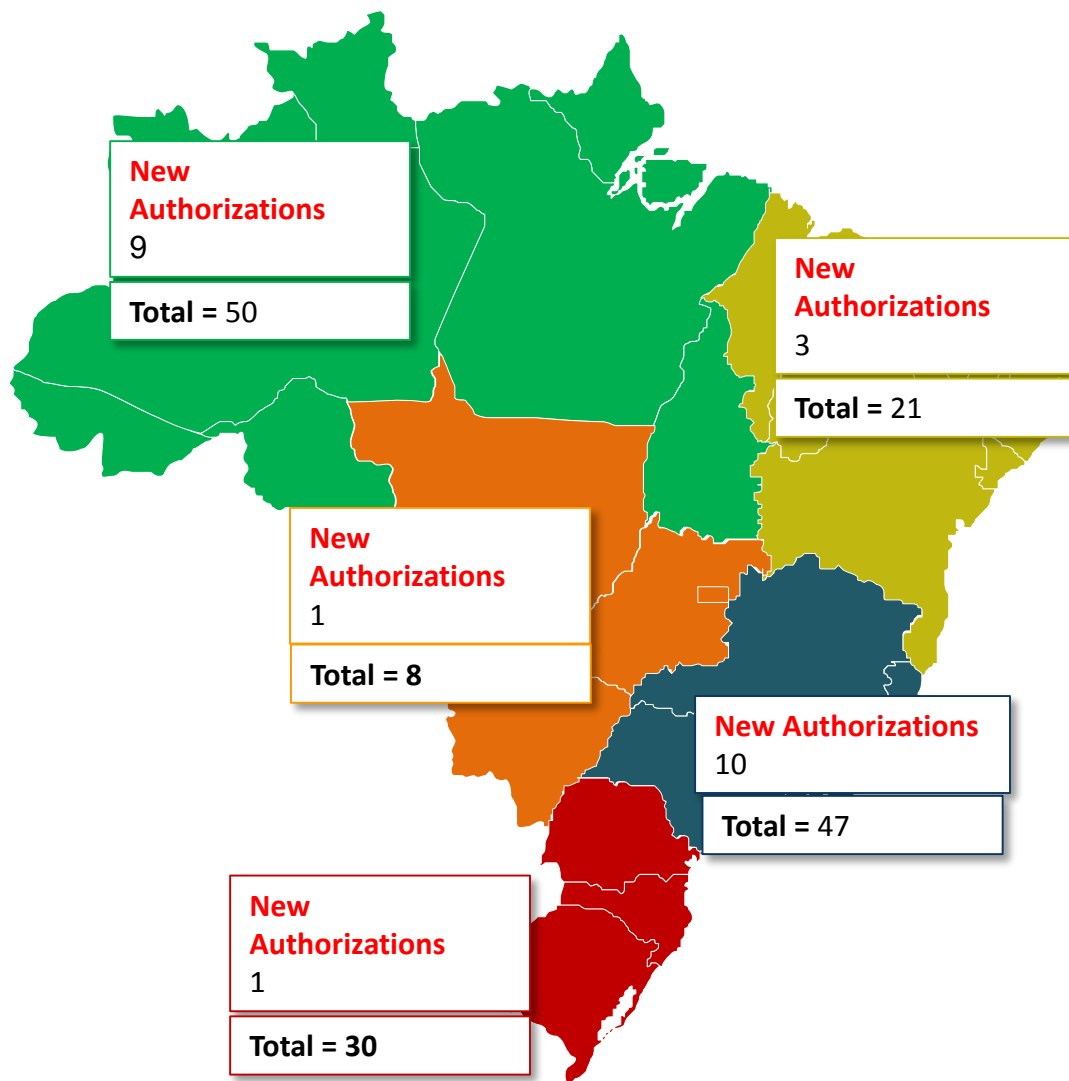 New
Authorizations
9
Total = 50
New
Authorizations
3
Total = 21
New
Authorizations
1
Total = 8
New Authorizations
10
Total = 47
New
Authorizations
1
Total = 30